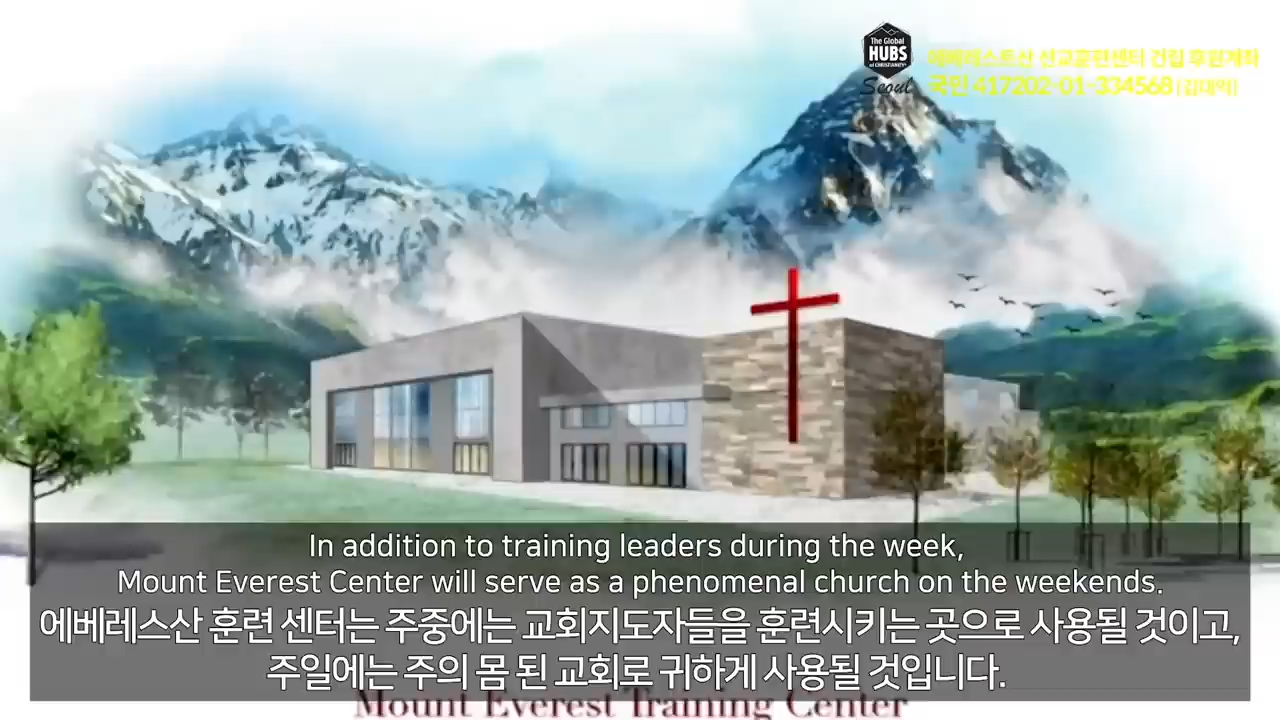 The Global
HUBS
of CHRISTIANITY
Seoul
에베레스트산 선교훈련센터 건립 후원계좌
국민 417202-01-334568 [김대억]
In addition to training leaders during the week,
Mount Everest Center will serve as a phenomenal church on the weekends.
에베레스산 훈련 센터는 주중에는 교회지도자들을 훈련시키는 곳으로 사용될 것이고,
주일에는 주의 몸 된 교회로 귀하게 사용될 것입니다.
Mount Everest Training Center